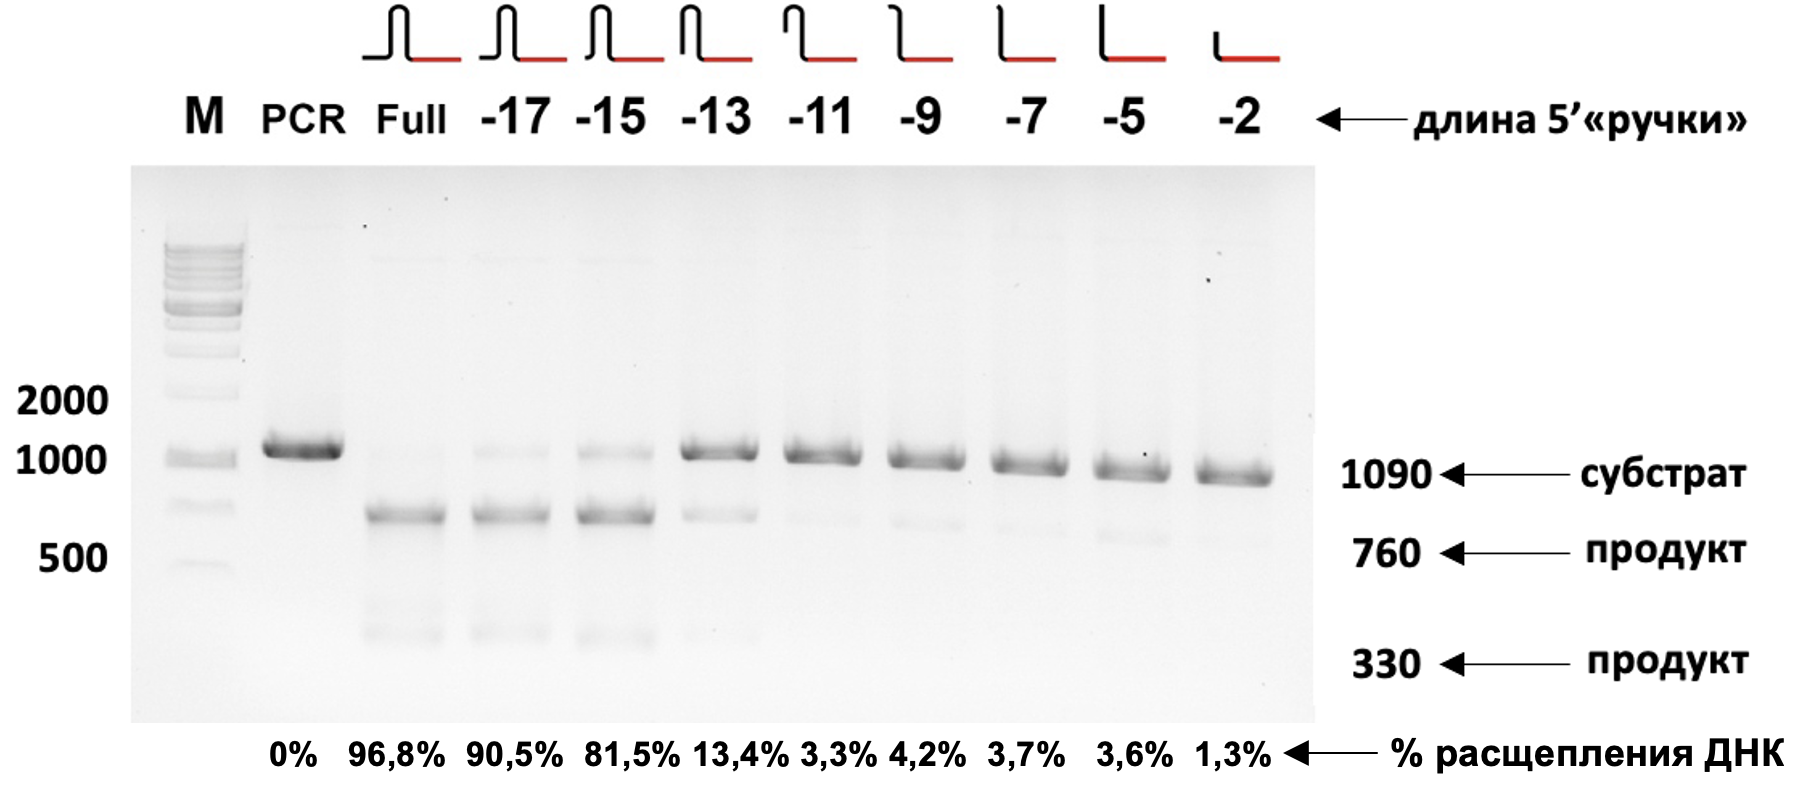 M PCR Full -17 -15 -13 -11 -9 -7 -5 -2 длина 5’«ручки»
2000
1000
500
1090 субстрат
760 продукт
330 продукт
0% 96,8% 90,5% 81,5% 13,4% 3,3% 4,2% 3,7% 3,6% 1,3% % расщепления ДНК